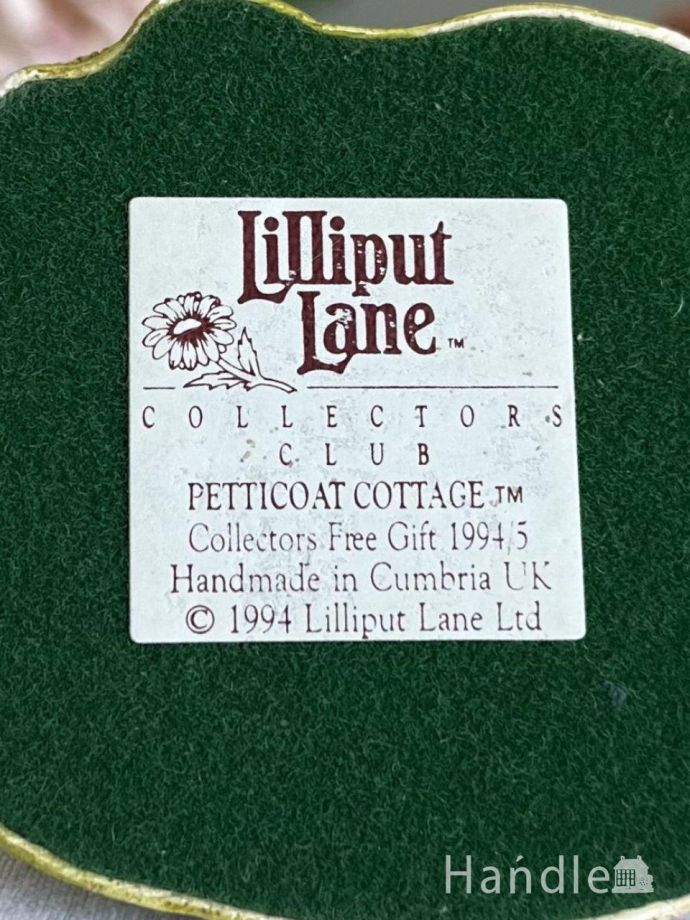 Lilliput
Lane™
COLLECTORS
CLUB
PETTICOAT COTTAGE™
Collectors Free Gift 1994/5
Handmade in Cumbria UK
© 1994 Lilliput Lane Ltd
Handle